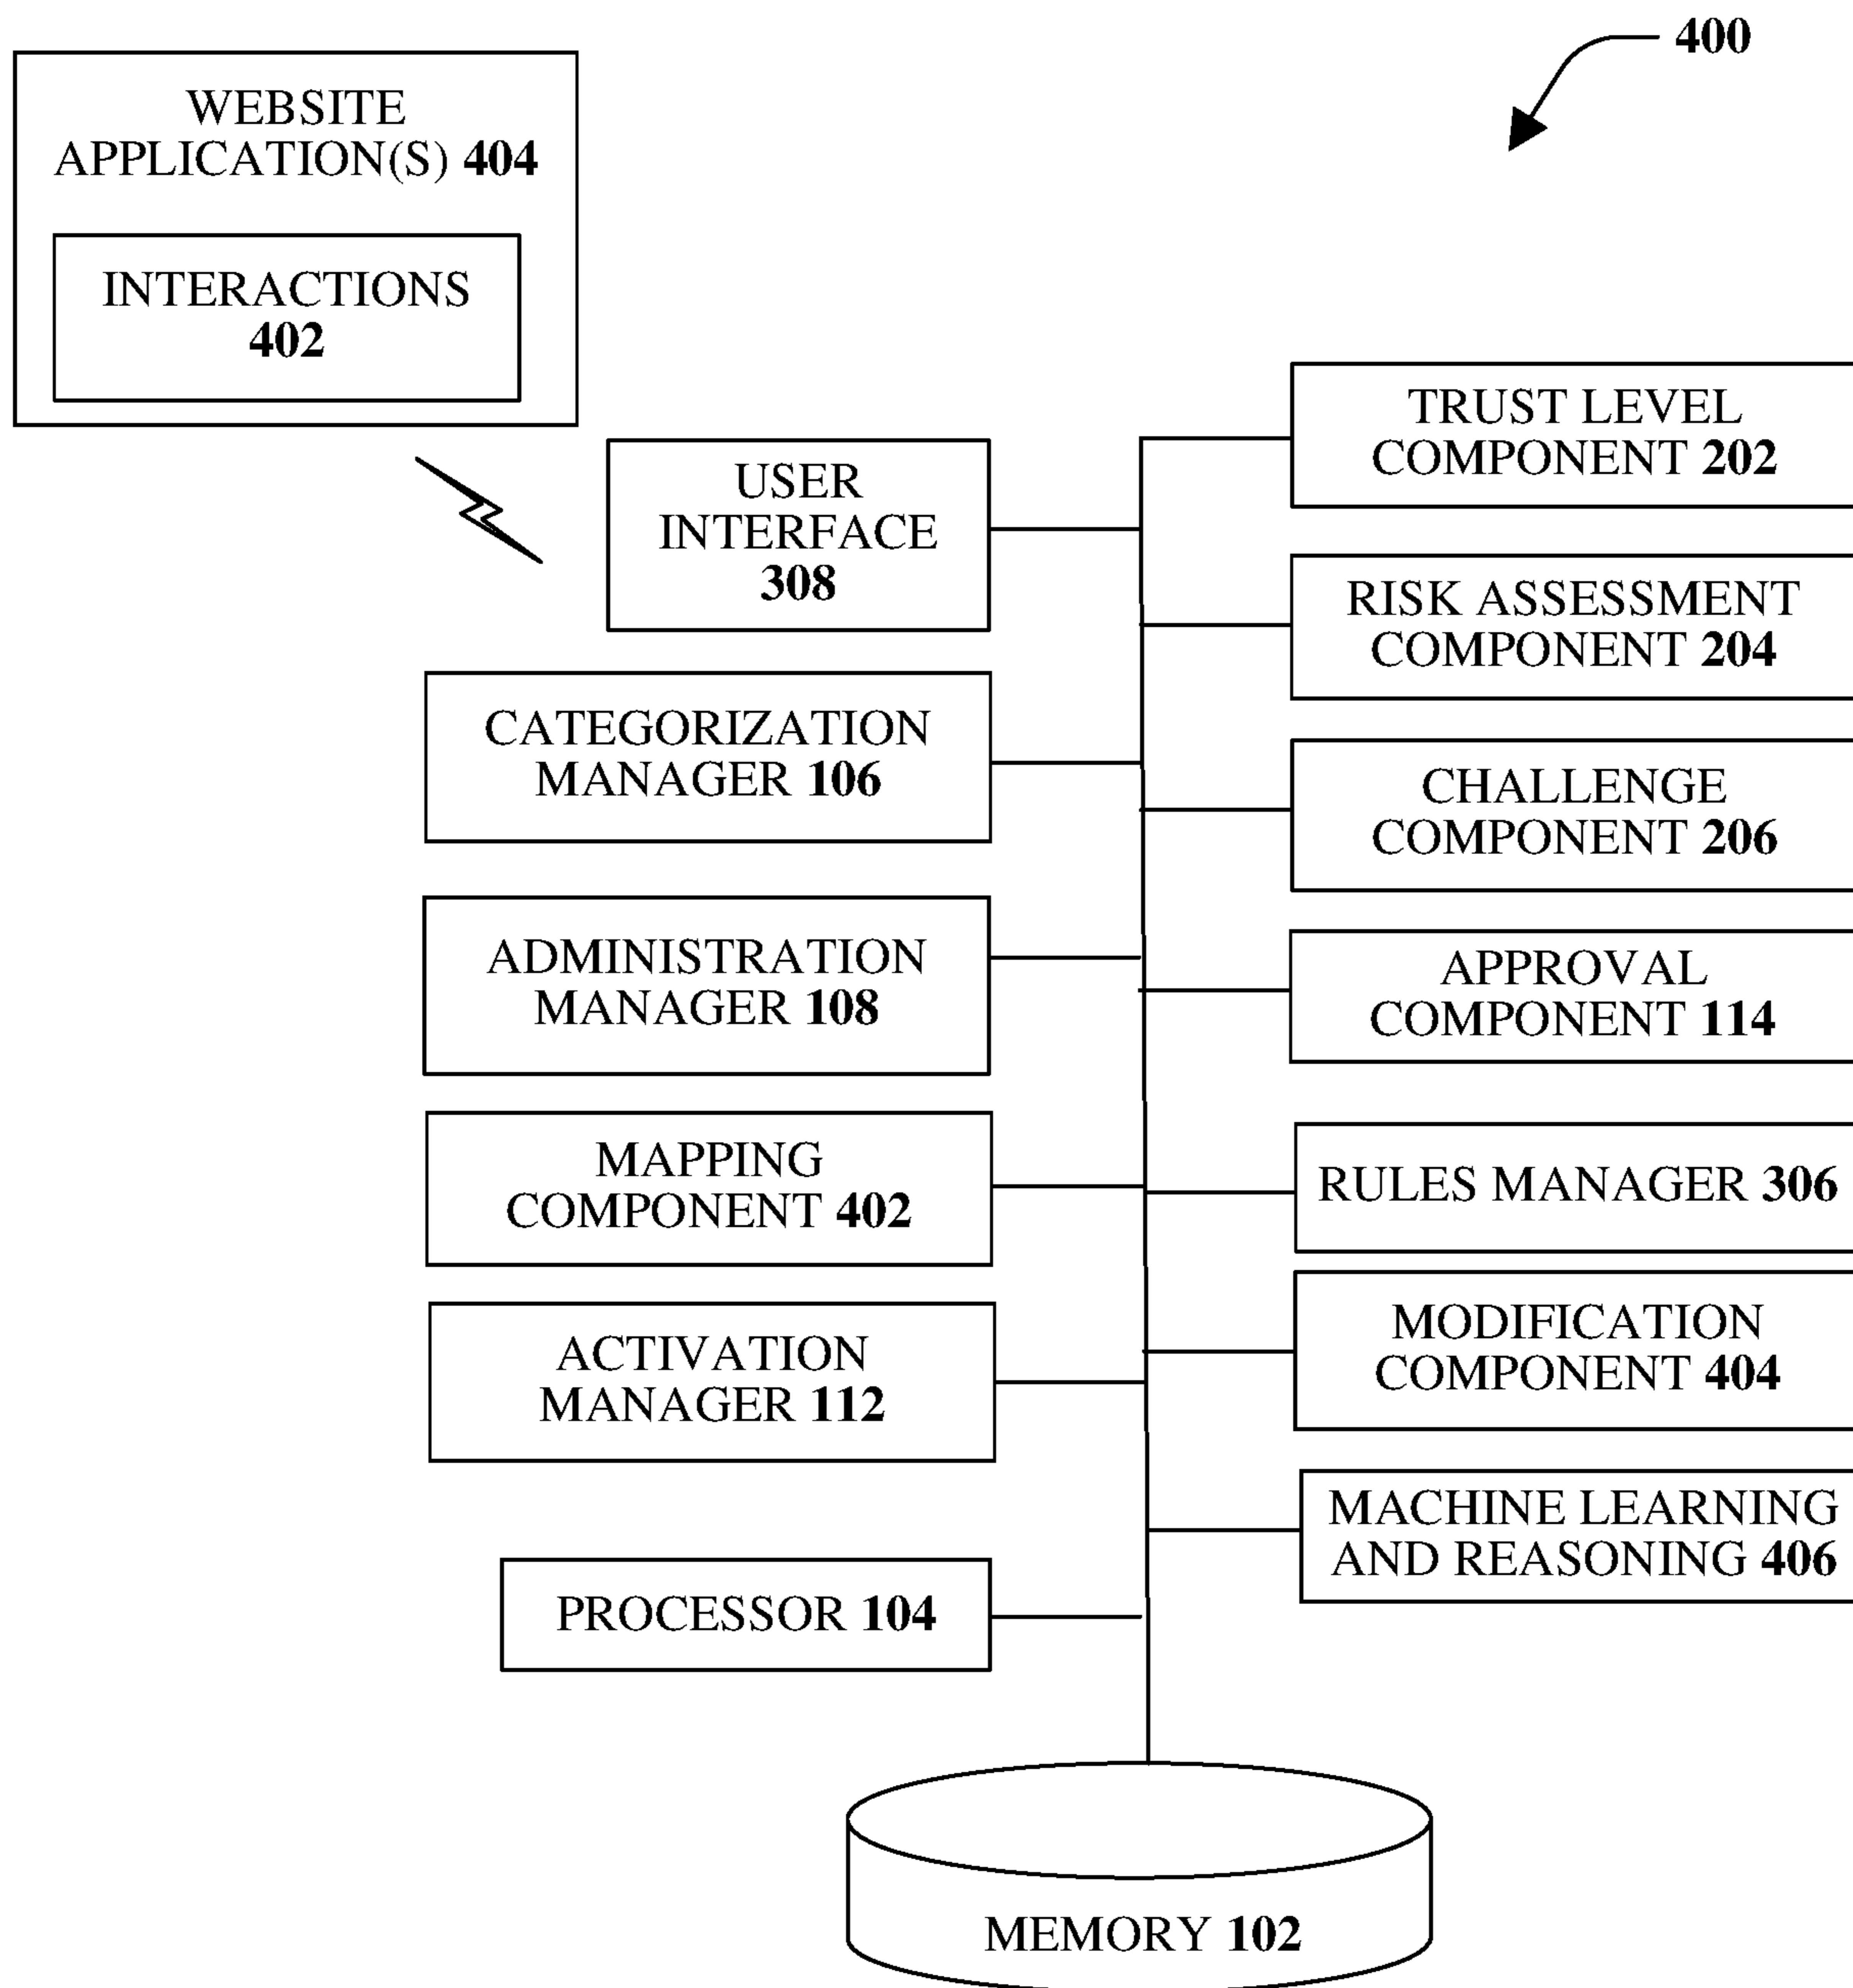 400
WEBSITE
APPLICATION(S) 404
INTERACTIONS
402
USER
INTERFACE
308
CATEGORIZATION
MANAGER 106
ADMINISTRATION
MANAGER 108
MAPPING
COMPONENT 402
ACTIVATION
MANAGER 112
PROCESSOR 104
TRUST LEVEL
COMPONENT 202
RISK ASSESSMENT
COMPONENT 204
CHALLENGE
COMPONENT 206
APPROVAL
COMPONENT 114
RULES MANAGER 306
MODIFICATION
COMPONENT 404
MACHINE LEARNING
AND REASONING 406
MEMORY 102